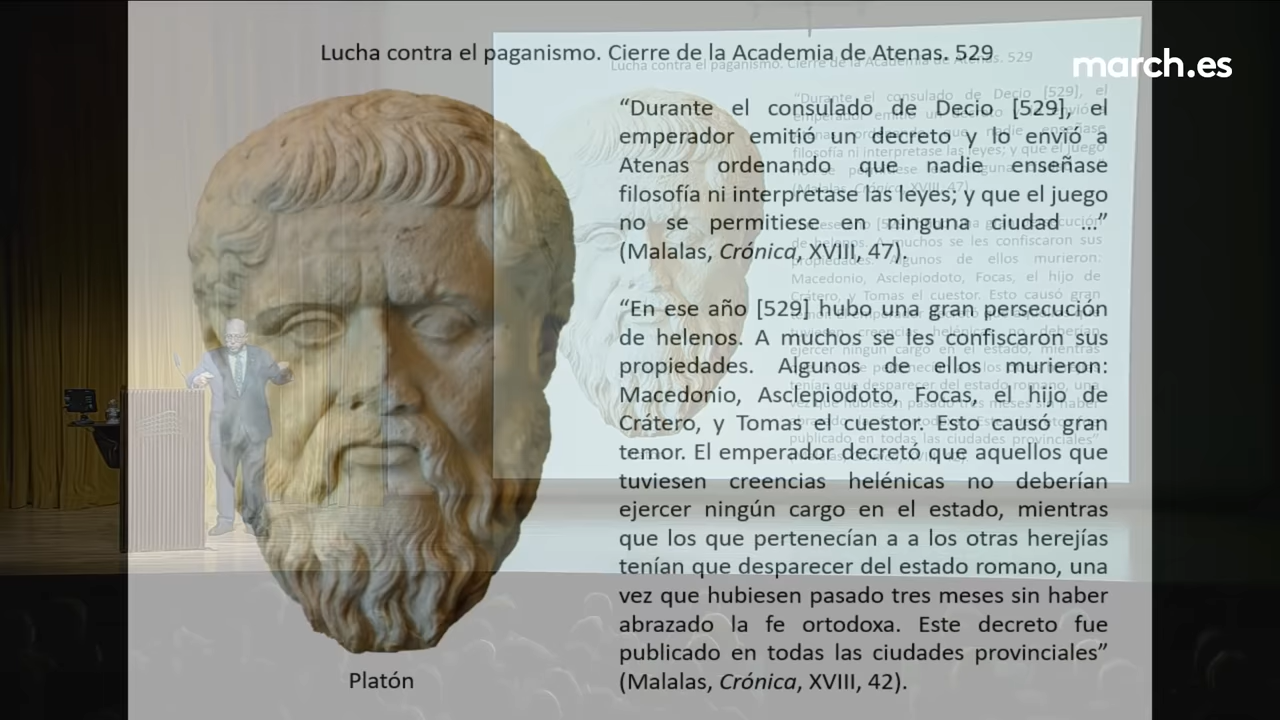 Lucha contra el paganismo. Cierre de la Academia de Atenas. 529
march.es
“Durante el consulado de Decio [529], el
emperador emitió un decreto y lo envió a
Atenas ordenando que nadie enseñase
filosofía ni interpretase las leyes; y que el juego
no se permitiese en ninguna ciudad ...”
(Malalas, Crónica, XVIII, 47).
“En ese año [529] hubo una gran persecución
de helenos. A muchos se les confiscaron sus
propiedades. Algunos de ellos murieron:
Macedonio, Asclepiodoto, Focas, el hijo de
Crátero, y Tomas el cuestor. Esto causó gran
temor. El emperador decretó que aquellos que
tuviesen creencias helénicas no deberían
ejercer ningún cargo en el estado, mientras
que los que pertenecían a a los otras herejías
tenían que desparecer del estado romano, una
vez que hubiesen pasado tres meses sin haber
abrazado la fe ortodoxa. Este decreto fue
publicado en todas las ciudades provinciales”
(Malalas, Crónica, XVIII, 42).
Platón